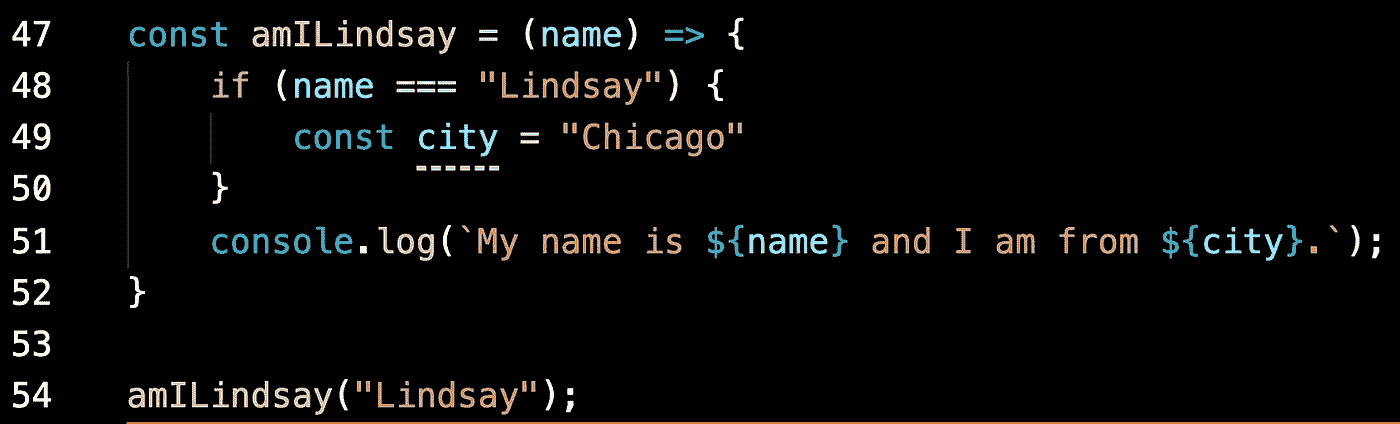 47 const amILindsay = (name) => {
48 if (name === "Lindsay") {
49 const city = "Chicago"
50 }
51 console.log(`My name is ${name} and I am from ${city}.`);
52 }
53
54 amILindsay("Lindsay");